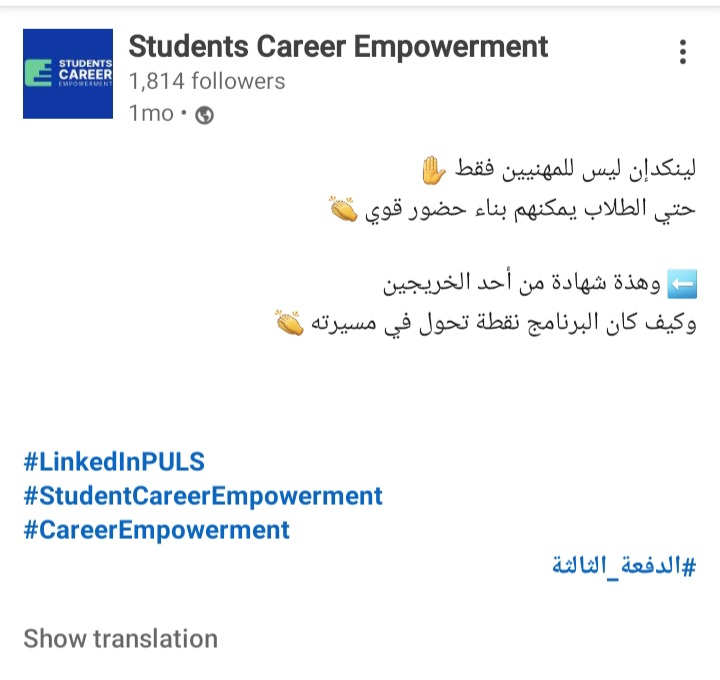 STUDENTS
CAREER
EMPOWERMENT
Students Career Empowerment
1,814 followers
1mo •
لينكدإن ليس للمهنيين فقط ✋
حتي الطلاب يمكنهم بناء حضور قوي 👏
⬅️ وهذة شهادة من أحد الخريجين
وكيف كان البرنامج نقطة تحول في مسيرته 👏
#LinkedInPULS
#StudentCareerEmpowerment
#CareerEmpowerment
#الدفعة_الثالثة
Show translation